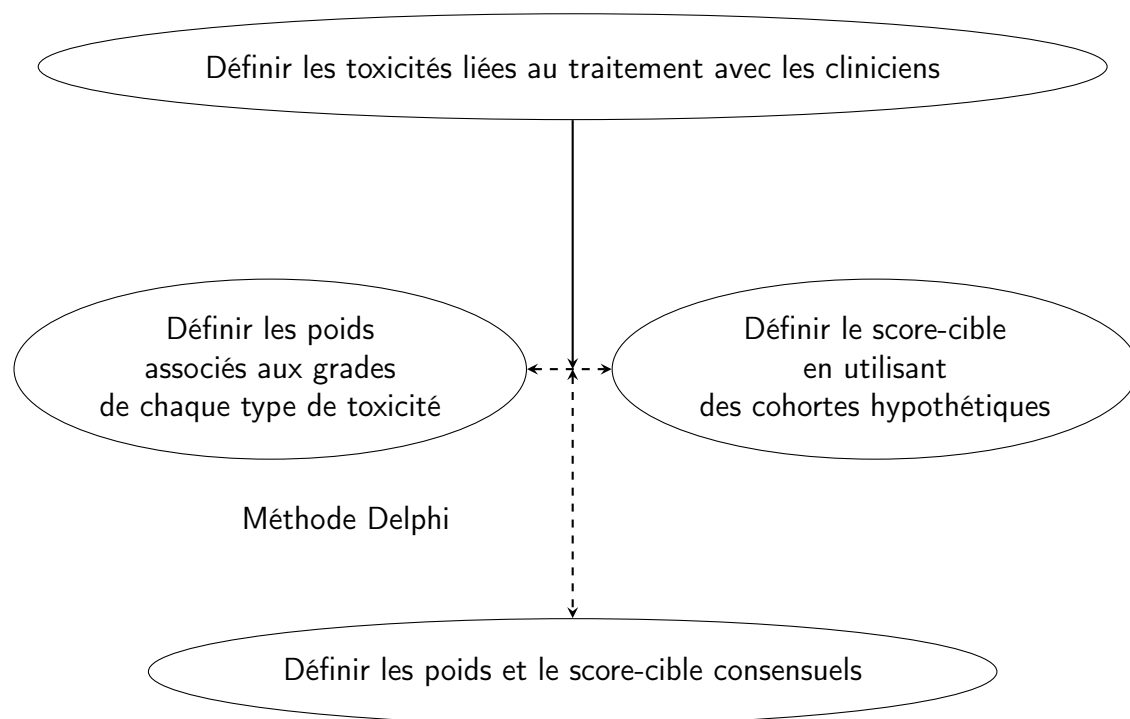 Définir les toxicités liées au traitement avec les cliniciens
Définir les poids
associés aux grades
de chaque type de toxicité
Définir le score-cible
en utilisant
des cohortes hypothétiques
Méthode Delphi
Définir les poids et le score-cible consensuels